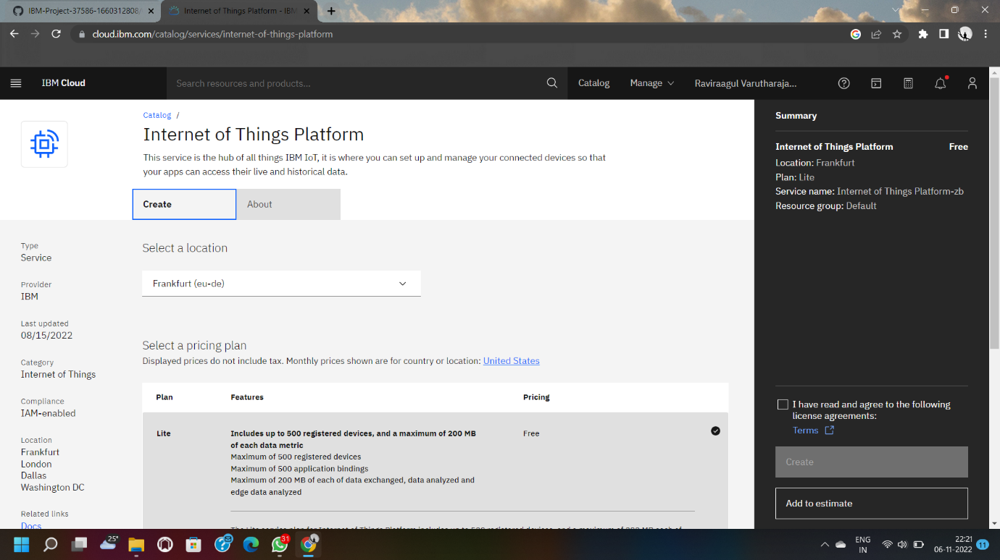 IBM-Project-37586-1660312808/
Internet of Things Platform - IBM
cloud.ibm.com/catalog/services/internet-of-things-platform
IBM Cloud
Search resources and products...
Catalog
Manage
Raviraagul Varutharaja...
Catalog /
Internet of Things Platform
This service is the hub of all things IBM IoT, it is where you can set up and manage your connected devices so that
your apps can access their live and historical data.
Create
About
Type
Service
Provider
IBM
Last updated
08/15/2022
Category
Internet of Things
Compliance
IAM-enabled
Location
Frankfurt
London
Dallas
Washington DC
Related links
Docs
Select a location
Frankfurt (eu-de)
Select a pricing plan
Displayed prices do not include tax. Monthly prices shown are for country or location: United States
Plan
Features
Pricing
Lite
Includes up to 500 registered devices, and a maximum of 200 MB
of each data metric
Maximum of 500 registered devices
Maximum of 500 application bindings
Maximum of 200 MB of each of data exchanged, data analyzed and
edge data analyzed
Free
Summary
Internet of Things Platform Free
Location: Frankfurt
Plan: Lite
Service name: Internet of Things Platform-zb
Resource group: Default
I have read and agree to the following
license agreements:
Terms
Create
Add to estimate
25°
31
ENG
IN
22:21
06-11-2022
11